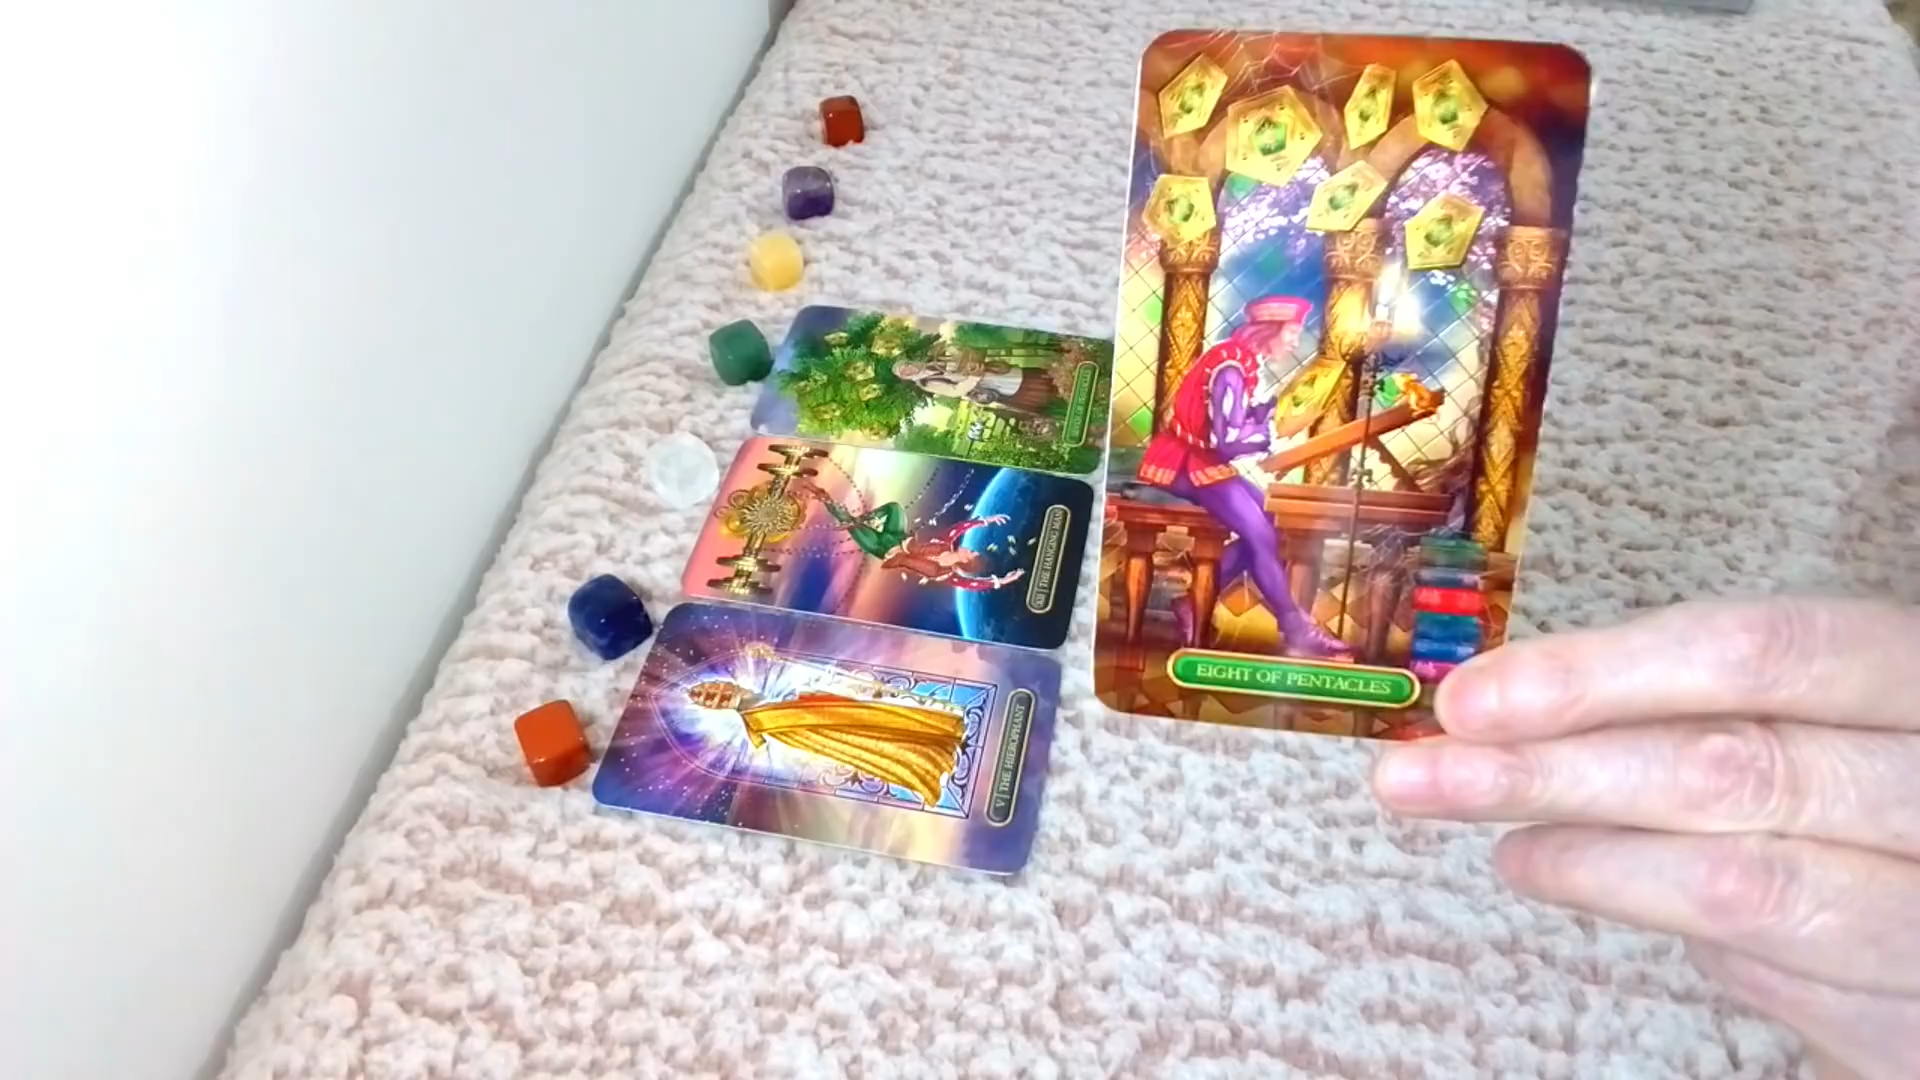 EIGHT OF PENTACLES
XII | THE HANGING MAN
V | THE HIEROPHANT